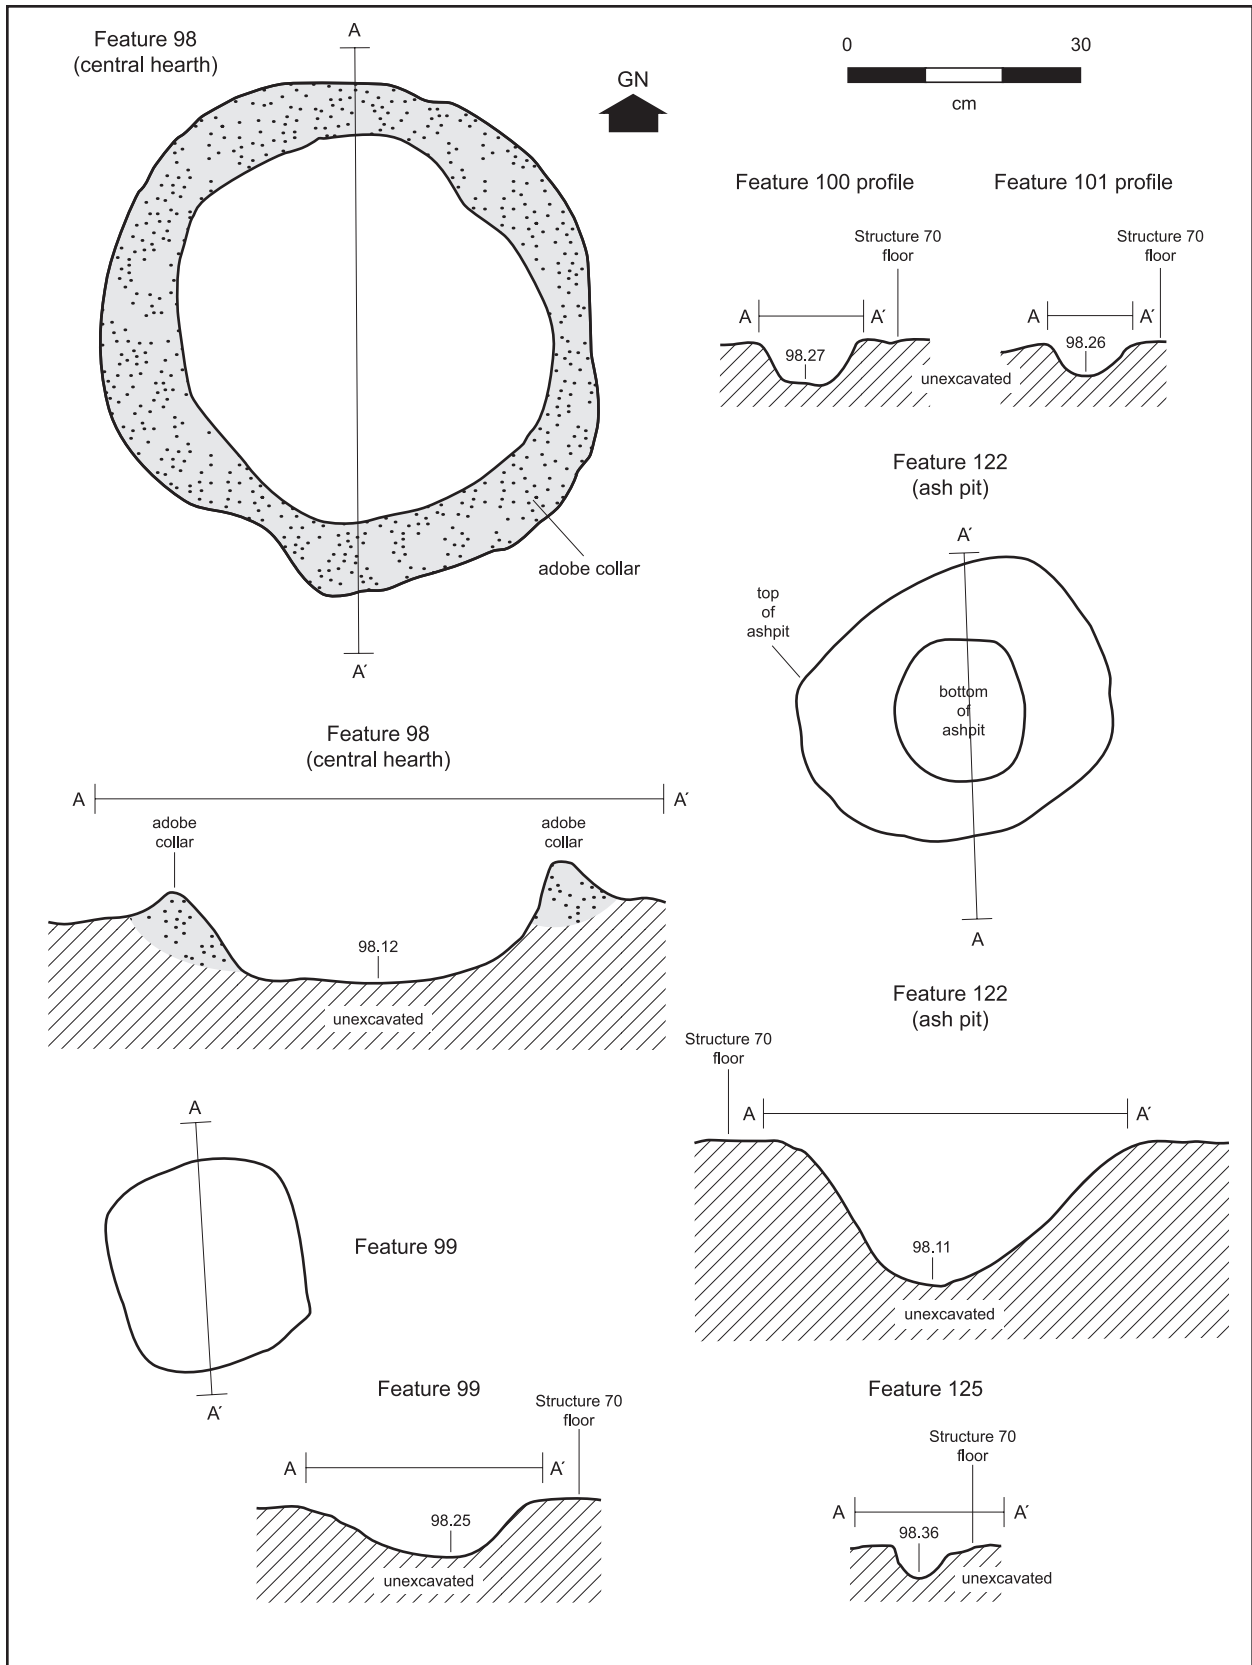 Feature 98
(central hearth)
A
A′
adobe collar
GN
0 30
cm
Feature 100 profile
Structure 70
floor
A A′
98.27
unexcavated
Feature 101 profile
Structure 70
floor
A A′
98.26
Feature 122
(ash pit)
A′
top
of
ashpit
bottom
of
ashpit
A
Feature 98
(central hearth)
A A′
adobe
collar
adobe
collar
98.12
unexcavated
Feature 122
(ash pit)
Structure 70
floor
A A′
98.11
unexcavated
A
Feature 99
A′
Feature 99
Structure 70
floor
A A′
98.25
unexcavated
Feature 125
Structure 70
floor
A A′
98.36
unexcavated